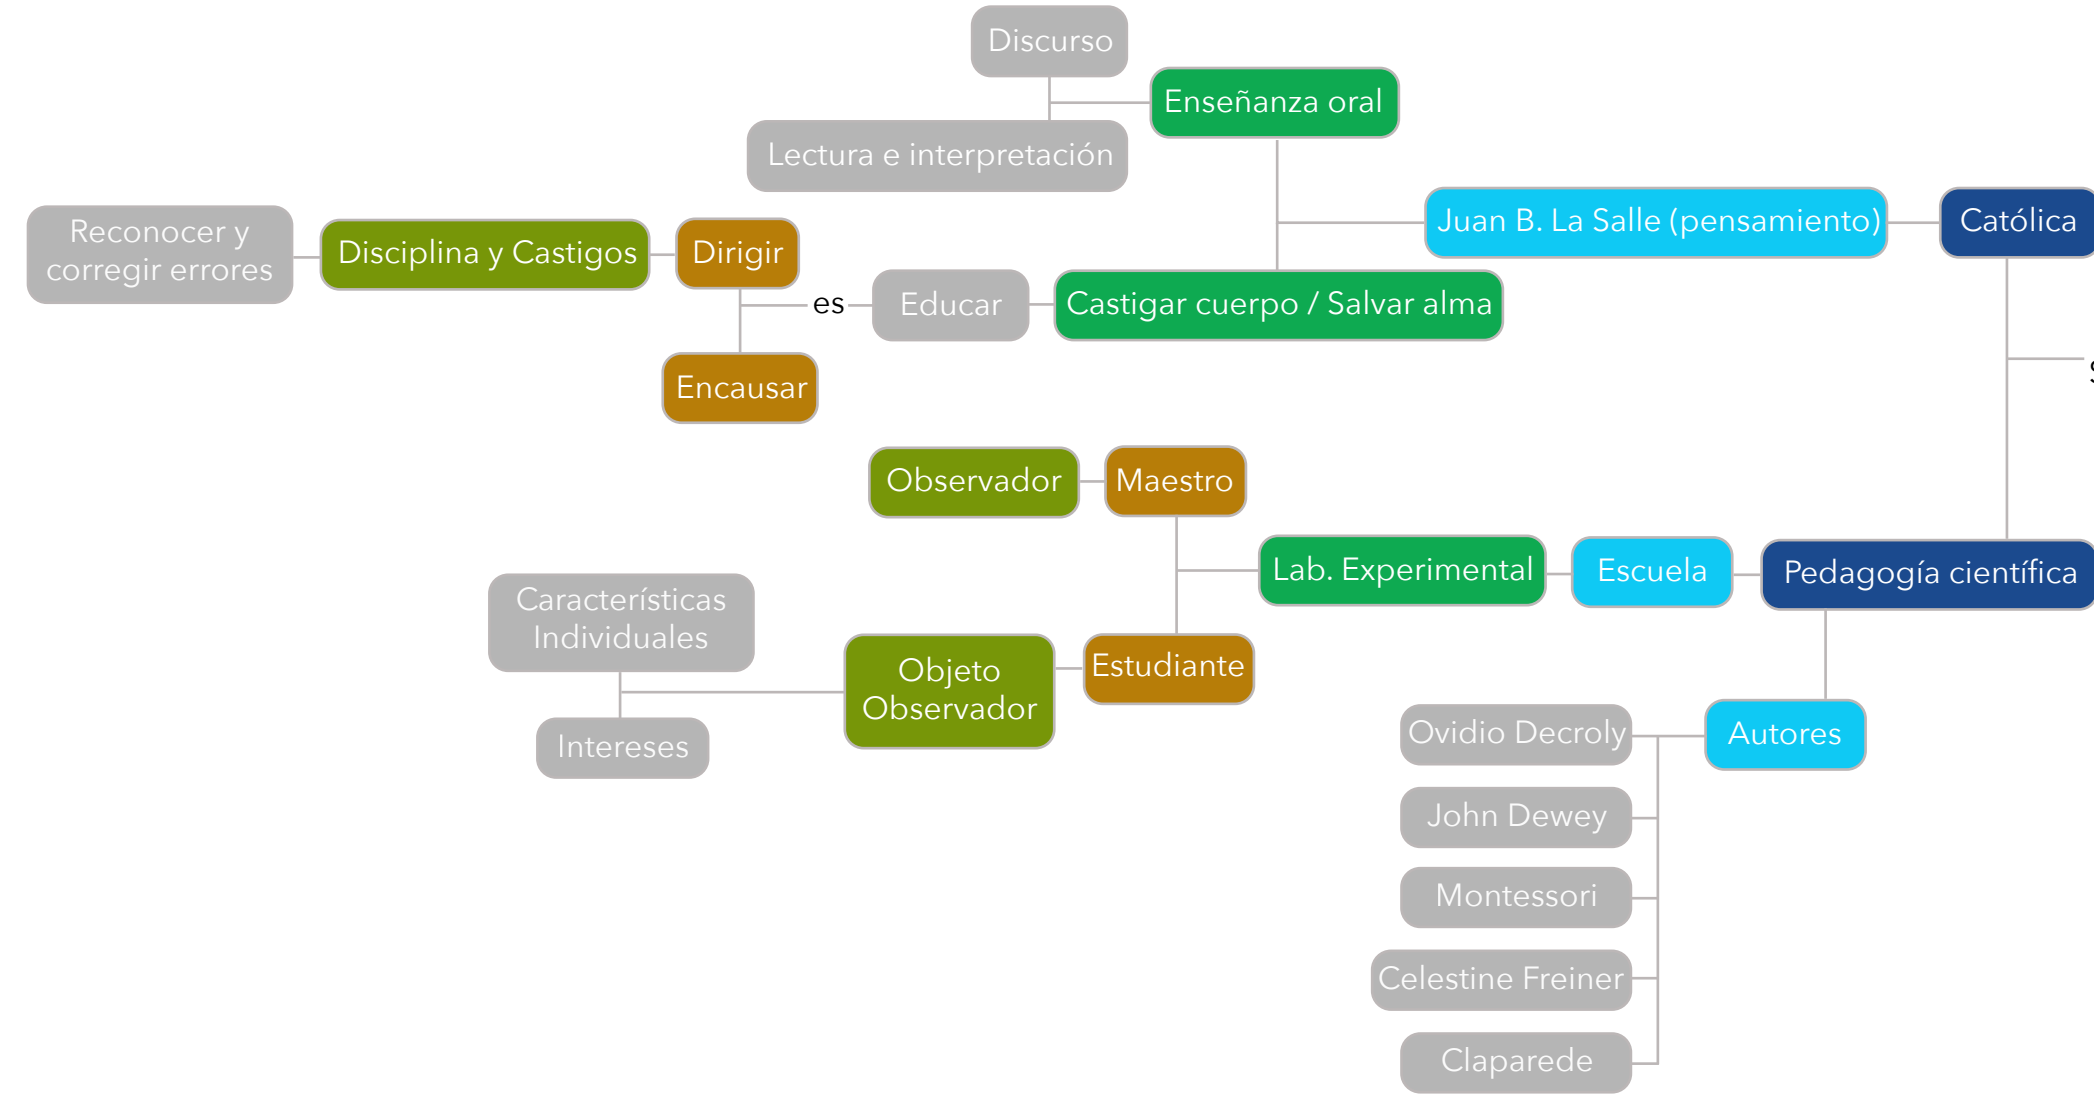 Discurso
Enseñanza oral
Lectura e interpretación
Juan B. La Salle (pensamiento)
Católica
Reconocer y
corregir errores
Disciplina y Castigos
Dirigir
es
Educar
Castigar cuerpo / Salvar alma
Encausar
Observador
Maestro
Lab. Experimental
Escuela
Pedagogía científica
Características
Individuales
Objeto
Observador
Estudiante
Intereses
Autores
Ovidio Decroly
John Dewey
Montessori
Celestine Freiner
Claparede